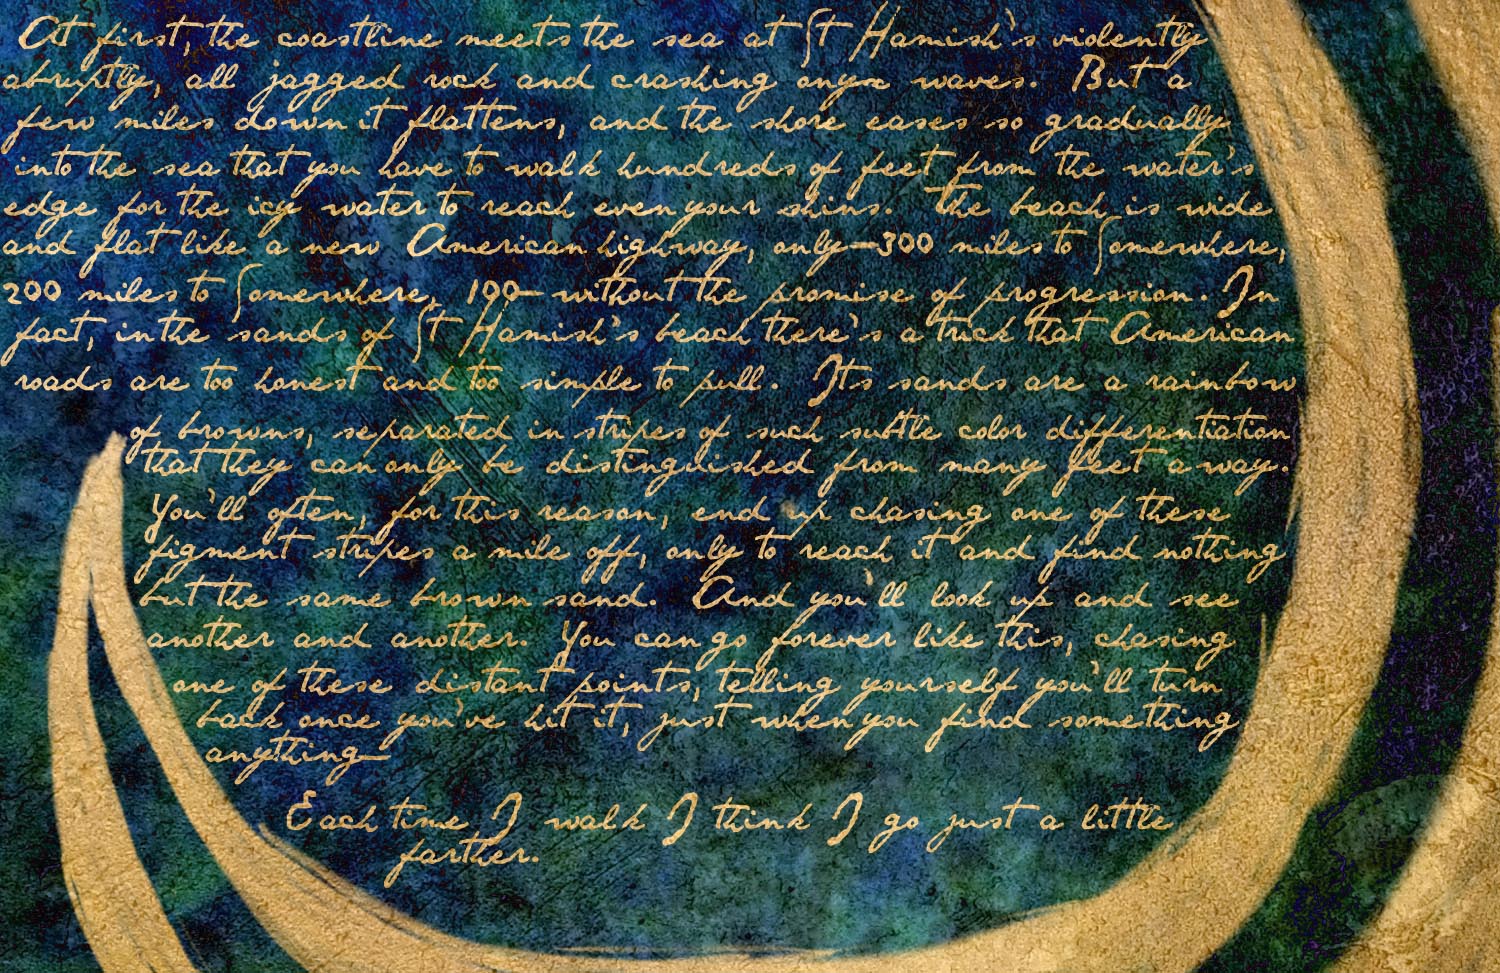 At first, the coastline meets the sea at St Hamish's violently
abruptly, all jagged rock and crashing onyx waves. But a
few miles down it flattens, and the shore eases so gradually
into the sea that you have to walk hundreds of feet from the water's
edge for the icy water to reach even your shins. The beach is wide
and flat like a new American highway, only—300 miles to Somewhere,
200 miles to Somewhere, 100— without the promise of progression. In
fact, in the sands of St Hamish's beach there's a trick that American
roads are too honest and too simple to pull. Its sands are a rainbow
of browns, separated in stripes of such subtle color differentiation
that they can only be distinguished from many feet away.
You'll often, for this reason, end up chasing one of these
figment stripes a mile off, only to reach it and find nothing
but the same brown sand. And you'll look up and see
another and another. You can go forever like this, chasing
one of these distant points, telling yourself you'll turn
back once you've hit it, just when you find something
anything—
Each time I walk I think I go just a little
farther.